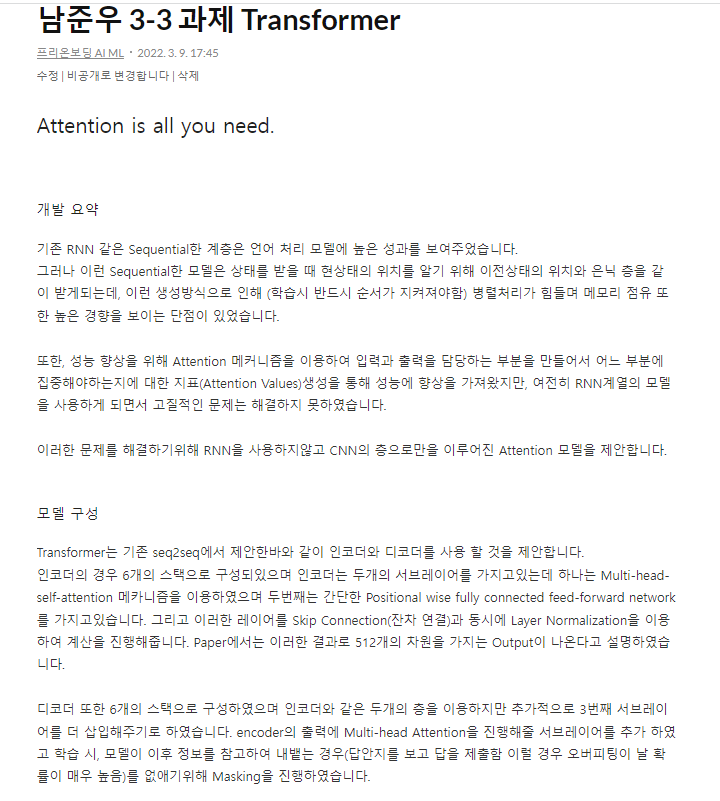 남준우 3-3 과제 Transformer
프리온보딩 AI ML · 2022. 3. 9. 17:45
수정 | 비공개로 변경합니다 | 삭제
Attention is all you need.
개발 요약
기존 RNN 같은 Sequential한 계층은 언어 처리 모델에 높은 성과를 보여주었습니다.
그러나 이런 Sequential한 모델은 상태를 받을 때 현상태의 위치를 알기 위해 이전상태의 위치와 은닉 층을 같
이 받게되는데, 이런 생성방식으로 인해 (학습시 반드시 순서가 지켜져야함) 병렬처리가 힘들며 메모리 점유 또
한 높은 경향을 보이는 단점이 있었습니다.
또한, 성능 향상을 위해 Attention 메커니즘을 이용하여 입력과 출력을 담당하는 부분을 만들어서 어느 부분에
집중해야하는지에 대한 지표(Attention Values)생성을 통해 성능에 향상을 가져왔지만, 여전히 RNN계열의 모델
을 사용하게 되면서 고질적인 문제는 해결하지 못하였습니다.
이러한 문제를 해결하기위해 RNN을 사용하지않고 CNN의 층으로만을 이루어진 Attention 모델을 제안합니다.
모델 구성
Transformer는 기존 seq2seq에서 제안한바와 같이 인코더와 디코더를 사용 할 것을 제안합니다.
인코더의 경우 6개의 스택으로 구성되있으며 인코더는 두개의 서브레이어를 가지고있는데 하나는 Multi-head-
self-attention 메카니즘을 이용하였으며 두번째는 간단한 Positional wise fully connected feed-forward network
를 가지고있습니다. 그리고 이러한 레이어를 Skip Connection(잔차 연결)과 동시에 Layer Normalization을 이용
하여 계산을 진행해줍니다. Paper에서는 이러한 결과로 512개의 차원을 가지는 Output이 나온다고 설명하였습
니다.
디코더 또한 6개의 스택으로 구성하였으며 인코더와 같은 두개의 층을 이용하지만 추가적으로 3번째 서브레이
어를 더 삽입해주기로 하였습니다. encoder의 출력에 Multi-head Attention을 진행해줄 서브레이어를 추가 하였
고 학습 시, 모델이 이후 정보를 참고하여 내뱉는 경우(답안지를 보고 답을 제출함 이럴 경우 오버피팅이 날 확
률이 매우 높음)를 없애기위해 Masking을 진행하였습니다.